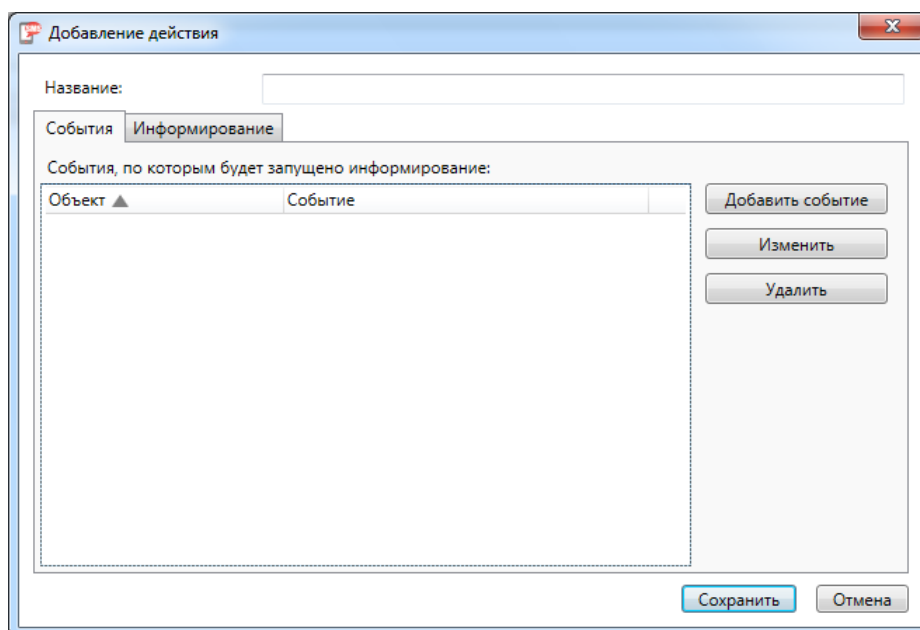 Добавление действия
Название:
События Информирование
События, по которым будет запущено информирование:
Объект Событие
Добавить событие
Изменить
Удалить
Сохранить Отмена